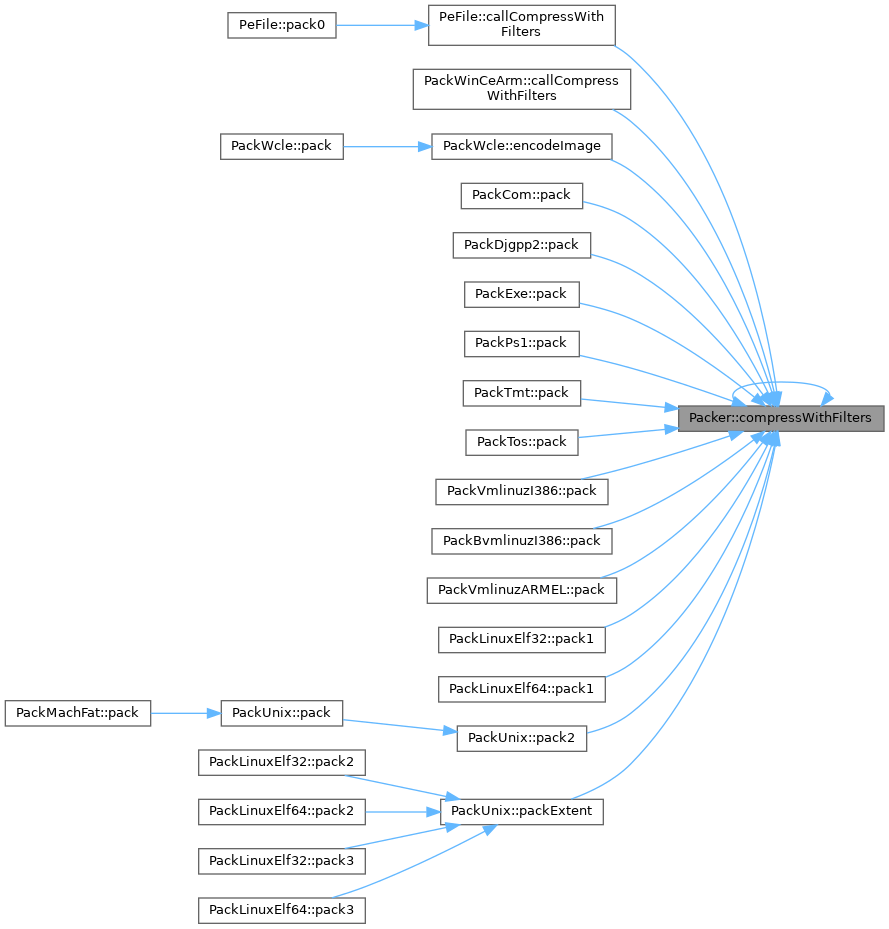 PeFile::pack0
PeFile::callCompressWith
Filters
PackWinCeArm::callCompress
WithFilters
PackWcle::pack
PackWcle::encodeImage
PackCom::pack
PackDjgpp2::pack
PackExe::pack
PackPs1::pack
PackTmt::pack
Packer::compressWithFilters
PackTos::pack
PackVmlinuzI386::pack
PackBvmlinuzI386::pack
PackVmlinuzARMEL::pack
PackLinuxElf32::pack1
PackLinuxElf64::pack1
PackMachFat::pack
PackUnix::pack
PackUnix::pack2
PackLinuxElf32::pack2
PackLinuxElf64::pack2
PackUnix::packExtent
PackLinuxElf32::pack3
PackLinuxElf64::pack3